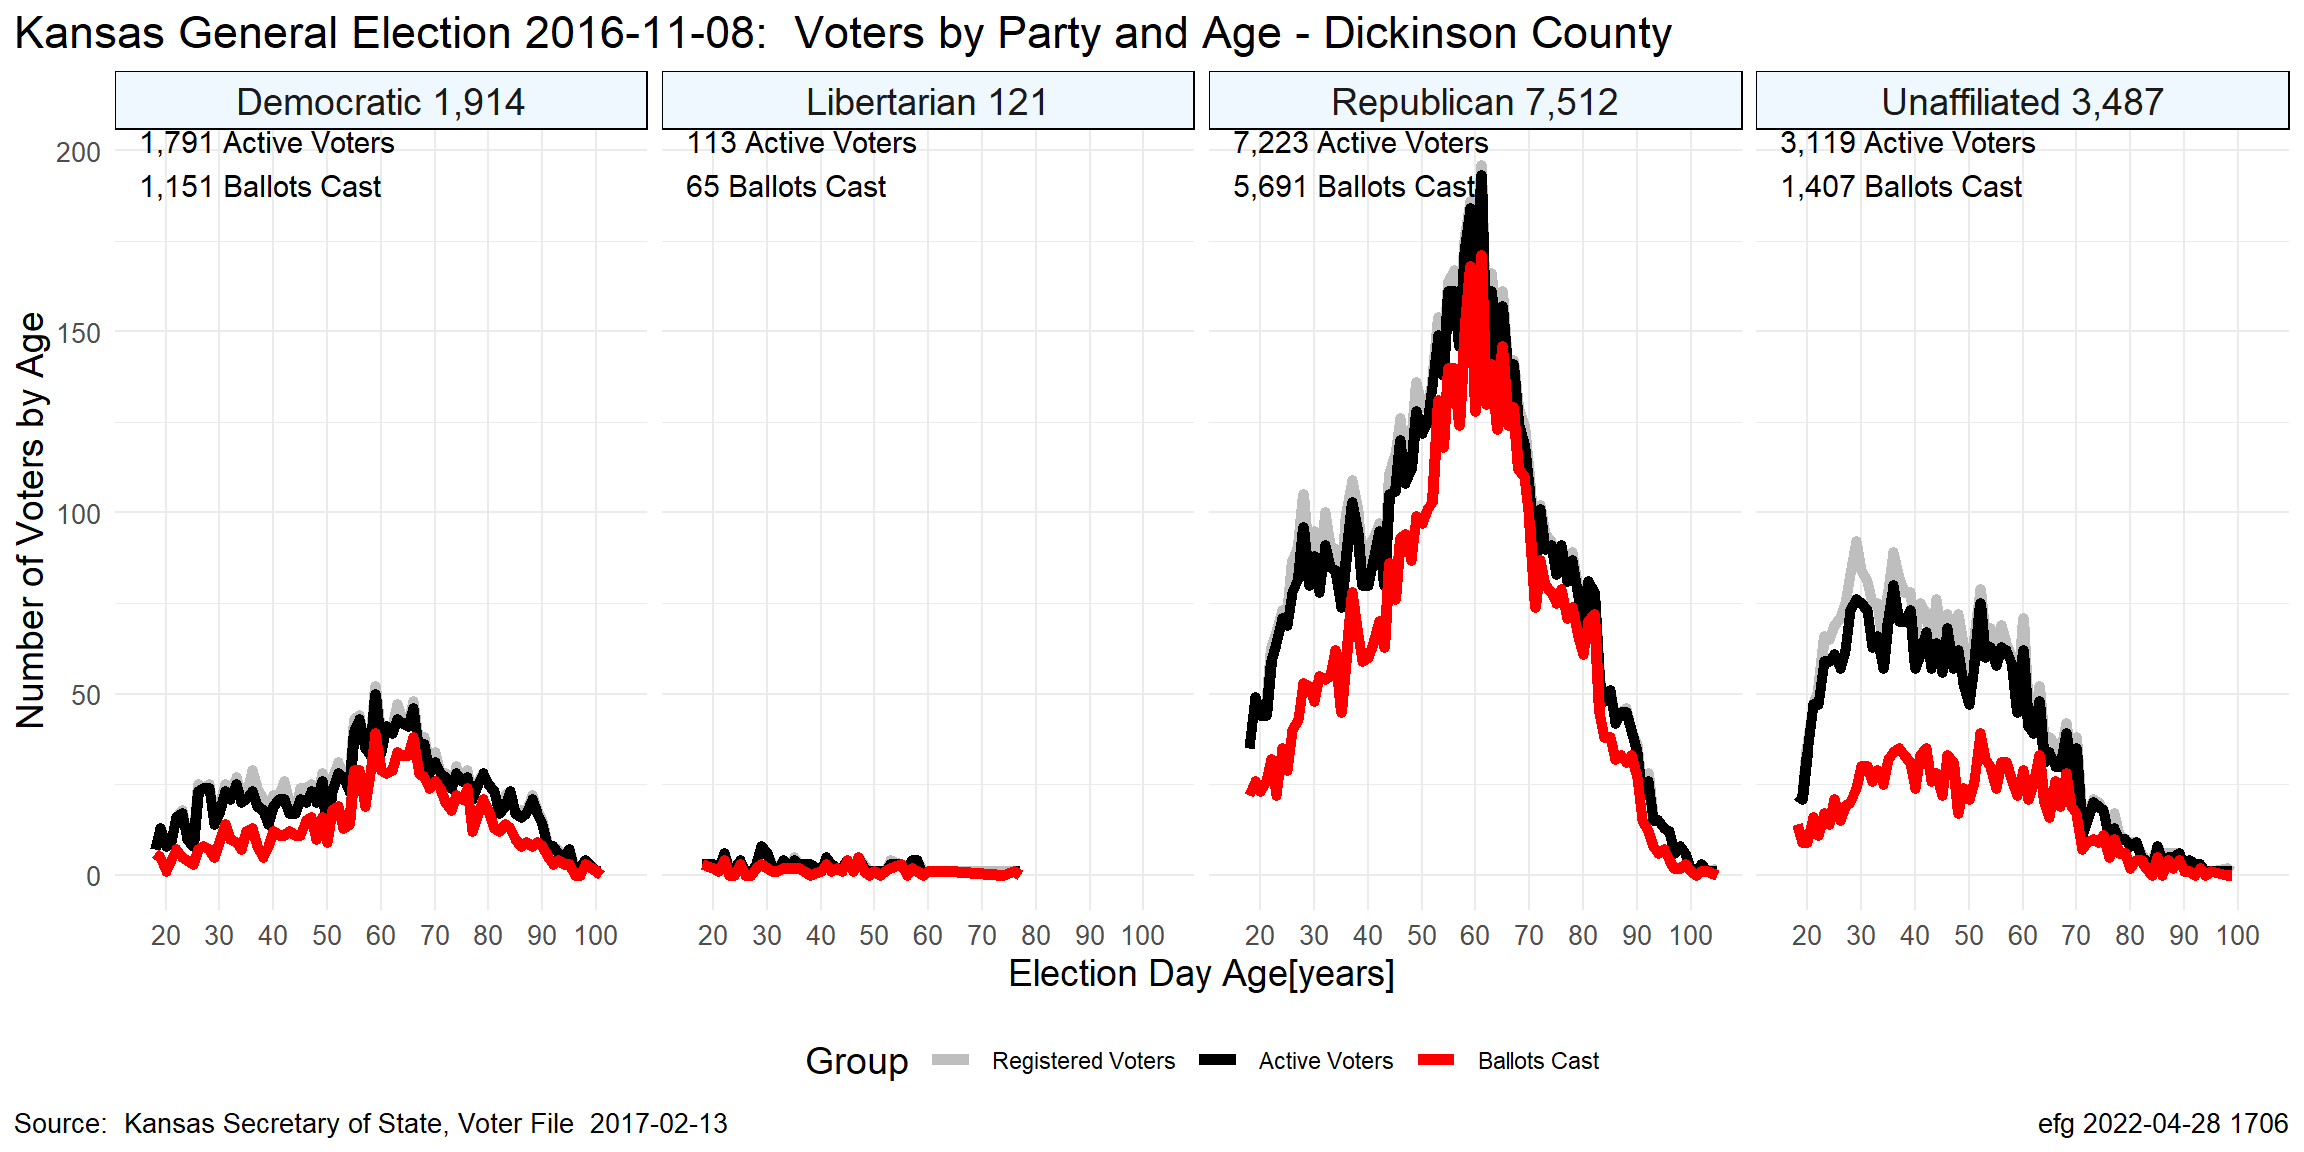 Kansas General Election 2016-11-08:  Voters by Party and Age - Dickinson County
Democratic 1,914
Libertarian 121
Republican 7,512
Unaffiliated 3,487
1,791 Active Voters
1,151 Ballots Cast
113 Active Voters
65 Ballots Cast
7,223 Active Voters
5,691 Ballots Cast
3,119 Active Voters
1,407 Ballots Cast
Number of Voters by Age
200
150
100
50
0
20 30 40 50 60 70 80 90 100
20 30 40 50 60 70 80 90 100
20 30 40 50 60 70 80 90 100
20 30 40 50 60 70 80 90 100
Election Day Age[years]
Group Registered Voters Active Voters Ballots Cast
Source:  Kansas Secretary of State, Voter File  2017-02-13
efg 2022-04-28 1706